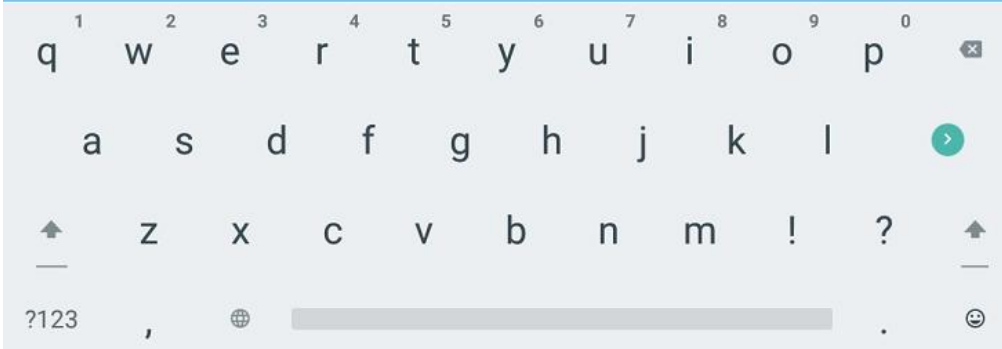 1 2 3 4 5 6 7 8 9 0
q w e r t y u i o p
a s d f g h j k l
z x c v b n m ! ?
?123 , .